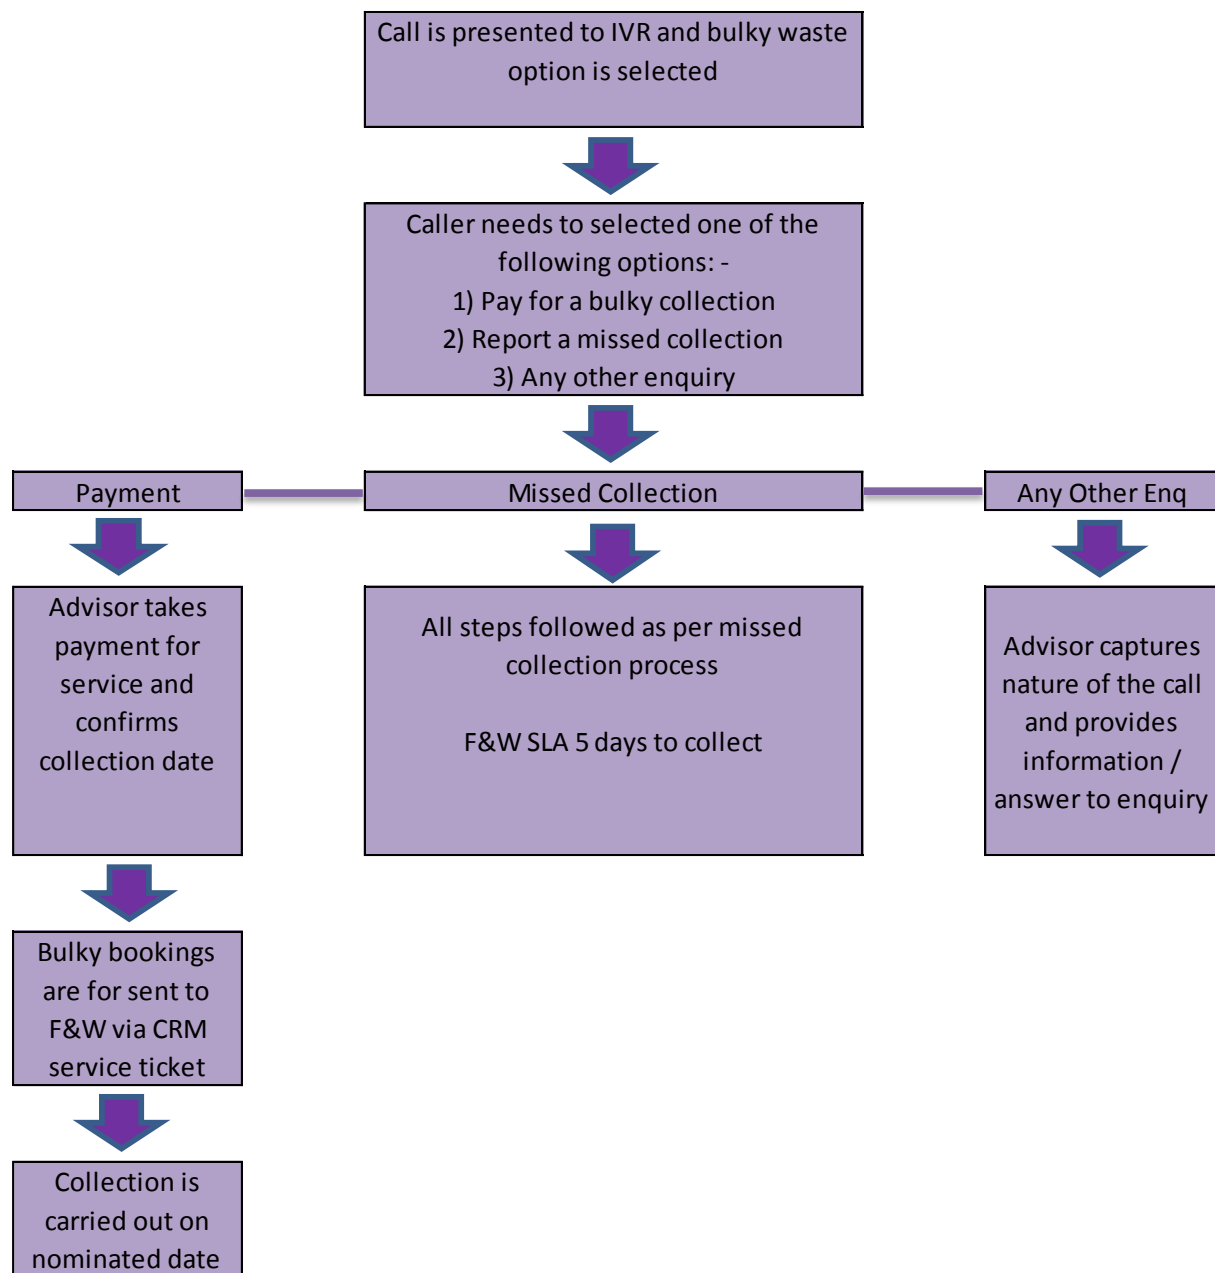 Call is presented to IVR and bulky waste
option is selected
Caller needs to selected one of the
following options: -
1) Pay for a bulky collection
2) Report a missed collection
3) Any other enquiry
Payment
Missed Collection
Any Other Enq
Advisor takes
payment for
service and
confirms
collection date
All steps followed as per missed
collection process
F&W SLA 5 days to collect
Advisor captures
nature of the call
and provides
information /
answer to enquiry
Bulky bookings
are for sent to
F&W via CRM
service ticket
Collection is
carried out on
nominated date